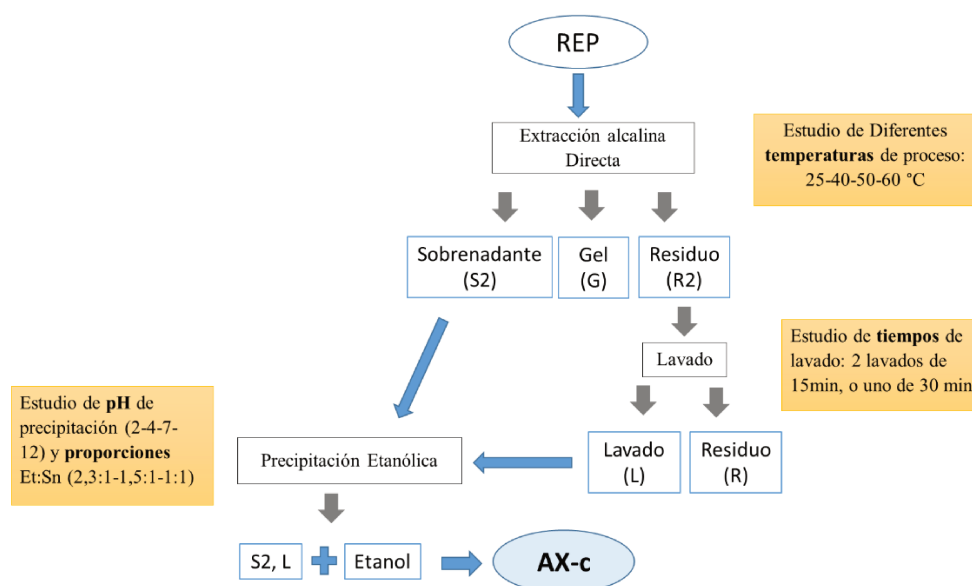 REP
Extracción alcalina
Directa
Estudio de Diferentes
temperaturas de proceso:
25-40-50-60 °C
Sobrenadante
(S2)
Gel
(G)
Residuo
(R2)
Lavado
Estudio de tiempos de
lavado: 2 lavados de
15min, o uno de 30 min
Estudio de pH de
precipitación (2-4-7-
12) y proporciones
Et:Sn (2,3:1-1,5:1-1:1)
Precipitación Etanólica
Lavado
(L)
Residuo
(R)
S2, L
Etanol
AX-c